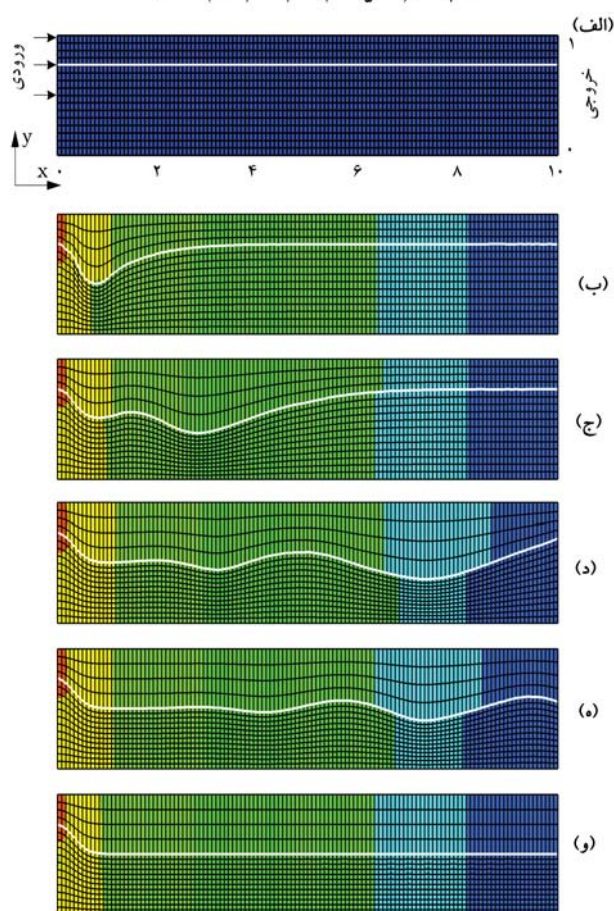 (الف)
۱
ورودی
خروجی
y
۰
x ۰ ۲ ۴ ۶ ۸ ۱۰
(ب)
(ج)
(د)
(ه)
(و)